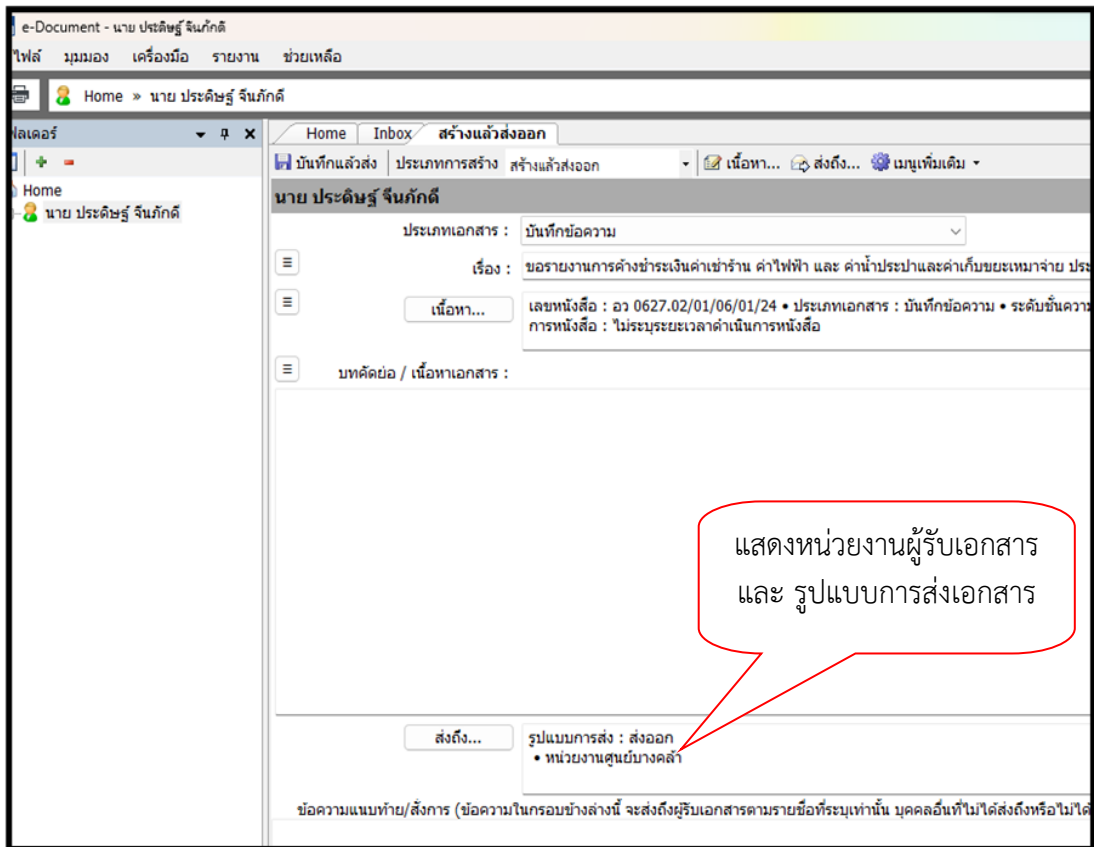 e-Document - นาย ประดิษฐ์ จีนภักดี
ไฟล์ มุมมอง เครื่องมือ รายงาน ช่วยเหลือ
Home » นาย ประดิษฐ์ จีนภักดี
Home Inbox สร้างแล้วส่งออก
บันทึกแล้วส่ง ประเภทการสร้าง สร้างแล้วส่งออก เนื้อหา... ส่งถึง... เมนูเพิ่มเติม
Home
นาย ประดิษฐ์ จีนภักดี
นาย ประดิษฐ์ จีนภักดี
ประเภทเอกสาร : บันทึกข้อความ
เรื่อง : ขอรายงานการค้างชำระเงินค่าเช่าร้าน ค่าไฟฟ้า และ ค่าน้ำประปาและค่าเก็บขยะเหมาจ่าย
เนื้อหา... เลขหนังสือ : อว 0627.02/01/06/01/24 • ประเภทเอกสาร : บันทึกข้อความ •
การหนังสือ : ไม่ระบุระยะเวลาดำเนินการหนังสือ
บทคัดย่อ / เนื้อหาเอกสาร :
แสดงหน่วยงานผู้รับเอกสาร
และ รูปแบบการส่งเอกสาร
ส่งถึง... รูปแบบการส่ง : ส่งออก
• หน่วยงานศูนย์บางคล้า
ข้อความแนบท้าย/สั่งการ (ข้อความในกรอบข้างล่างนี้ จะส่งถึงผู้รับเอกสารตามรายชื่อที่ระบุเท่านั้น บุคคลอื่นที่ไม่ได้ส่งถึงหรือไม่ได้